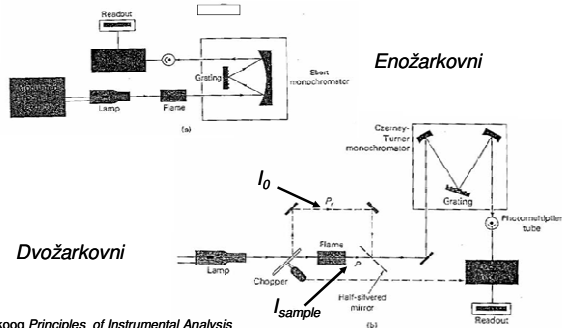 Readout
Enožarkovni
Grating
Ebert
monochromator
Lamp
Flame
(a)
Czerney-
Turner
monochromator
I0
Pr
Grating
Photomultiplier
tube
Dvožarkovni
Flame
P
Lamp
Chopper
Half-silvered
mirror
Isample
(b)
Readout
koog Principles of Instrumental Analysis